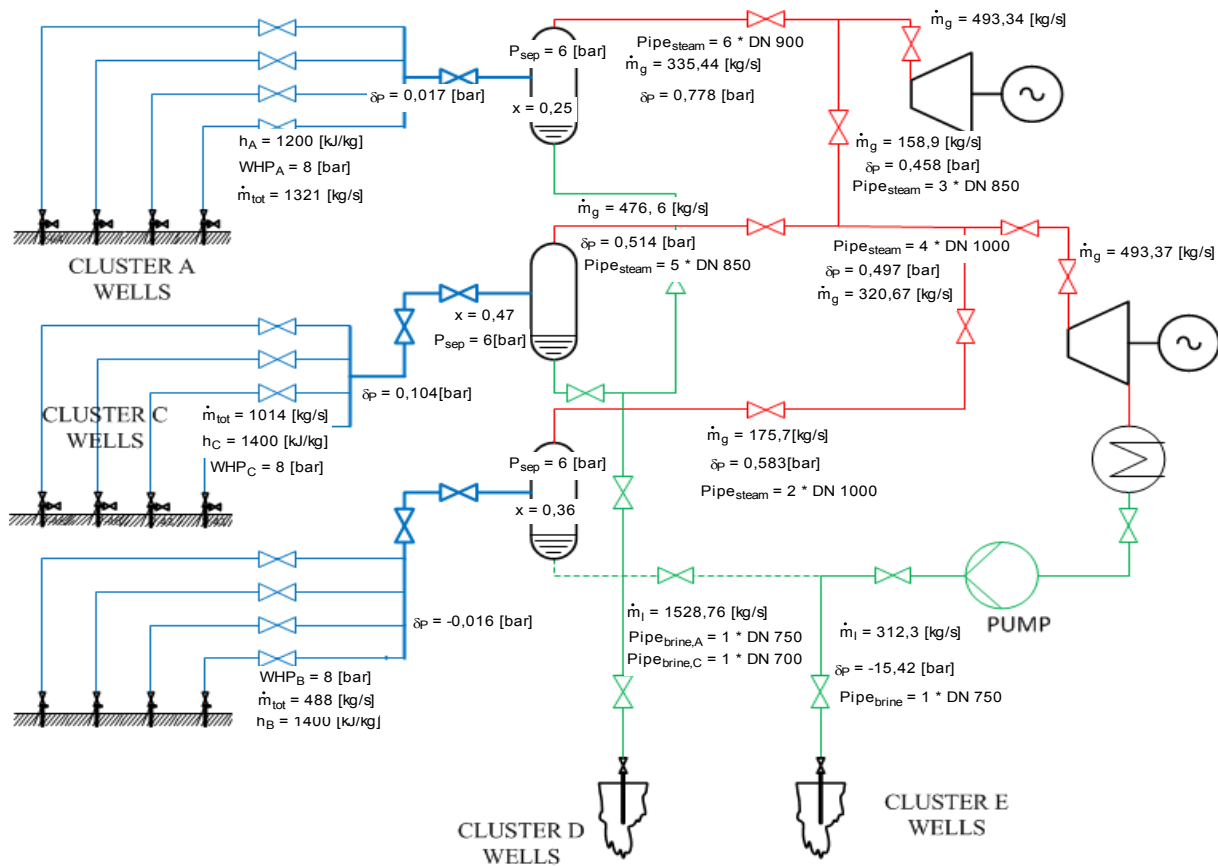 ṁg = 493,34 [kg/s]
Psep = 6 [bar]
Pipesteam = 6 * DN 900
ṁg = 335,44 [kg/s]
δP = 0,778 [bar]
δP = 0,017 [bar]
x = 0,25
hA = 1200 [kJ/kg]
WHPA = 8 [bar]
ṁtot = 1321 [kg/s]
ṁg = 158,9 [kg/s]
δP = 0,458 [bar]
Pipesteam = 3 * DN 850
CLUSTER A
WELLS
ṁg = 476, 6 [kg/s]
δP = 0,514 [bar]
Pipesteam = 5 * DN 850
Pipesteam = 4 * DN 1000
δP = 0,497 [bar]
ṁg = 320,67 [kg/s]
ṁg = 493,37 [kg/s]
x = 0,47
Psep = 6[bar]
δP = 0,104[bar]
CLUSTER C
WELLS
ṁtot = 1014 [kg/s]
hC = 1400 [kJ/kg]
WHPC = 8 [bar]
Psep = 6 [bar]
x = 0,36
ṁg = 175,7[kg/s]
δP = 0,583[bar]
Pipesteam = 2 * DN 1000
δP = -0,016 [bar]
WHPB = 8 [bar]
ṁtot = 488 [kg/s]
hB = 1400 [kJ/kg]
ṁl = 1528,76 [kg/s]
Pipebrine,A = 1 * DN 750
Pipebrine,C = 1 * DN 700
PUMP
ṁl = 312,3 [kg/s]
δP = -15,42 [bar]
Pipebrine = 1 * DN 750
CLUSTER D
WELLS
CLUSTER E
WELLS